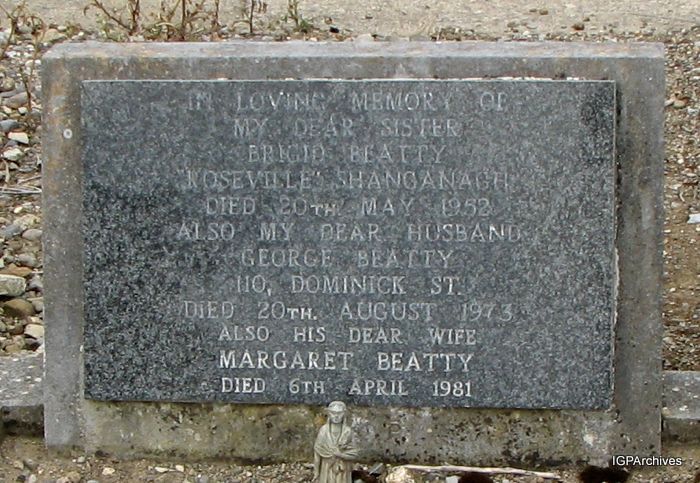 IN LOVING MEMORY OF
MY DEAR SISTER
BRIGID BEATTY
'ROSEVILLE' SHANGANAGH
DIED 20TH MAY 1952
ALSO MY DEAR HUSBAND
GEORGE BEATTY
110, DOMINICK ST.
DIED 20TH. AUGUST 1973
ALSO HIS DEAR WIFE
MARGARET BEATTY
DIED 6TH APRIL 1981
IGPArchives